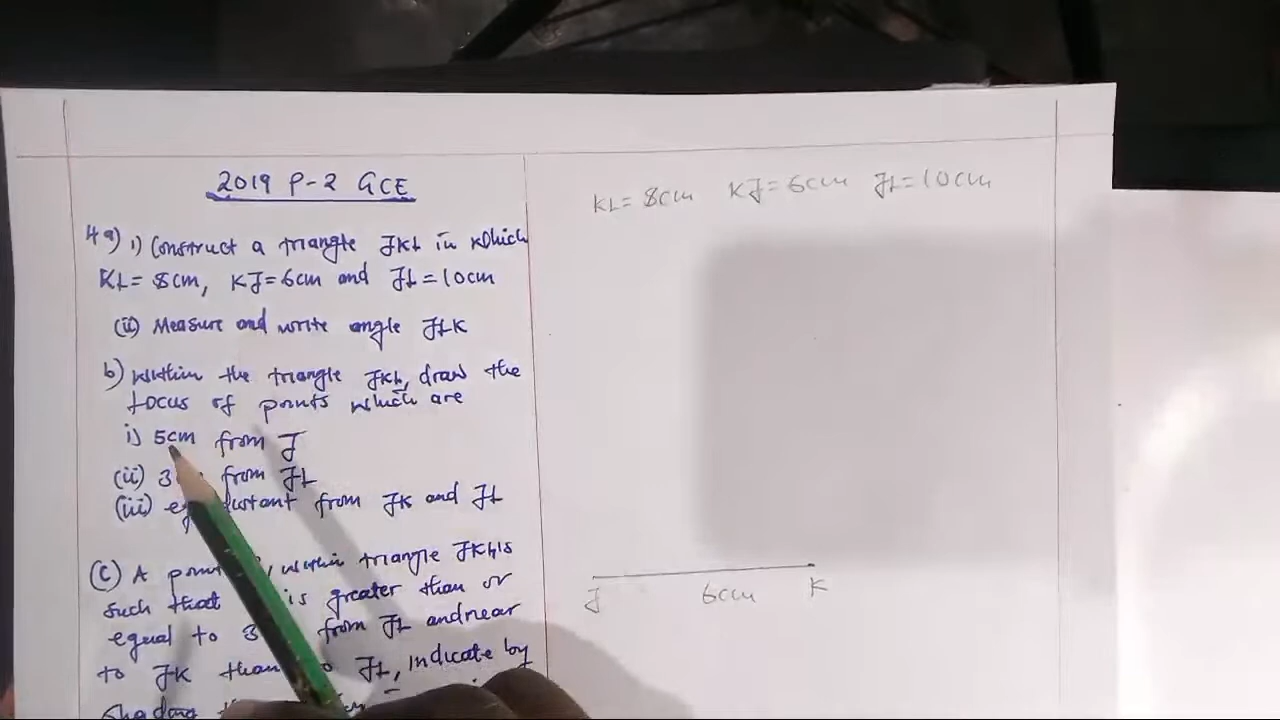 2019 P-2 GCE
4a) i) Construct a triangle JKL in which
KL = 8cm, KJ = 6cm and JL = 10cm
(ii) Measure and write angle JLK
b) within the triangle JKL, draw the
locus of points which are
i) 5cm from J
(ii) 3 from JL
(iii) from JK and JL
(c) A within triangle JKL is
such that is greater than or
equal to 3 from JL and near
to JK than JL, indicate by
shading
KL = 8cm KJ = 6cm JL = 10cm
J 6cm K